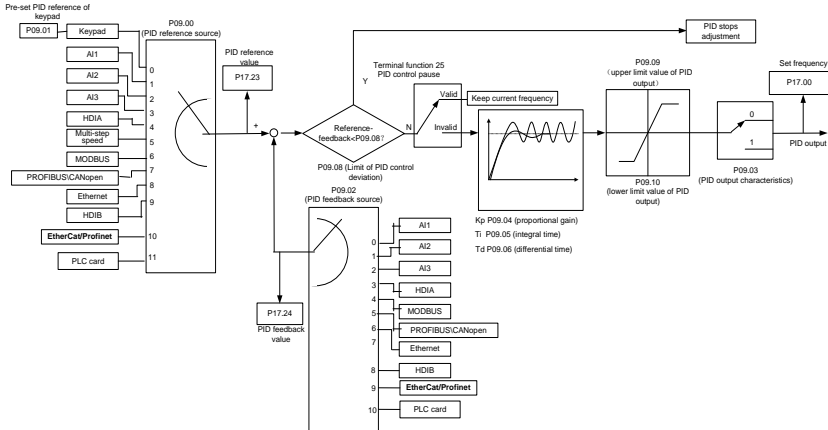 Pre-set PID reference of
keypad
P09.01
Keypad
AI1
AI2
AI3
HDIA
Multi-step
speed
MODBUS
PROFIBUS\CANopen
Ethernet
HDIB
EtherCat/Profinet
PLC card
P09.00
(PID reference source)
0
1
2
3
4
5
6
7
8
9
10
11
PID reference
value
P17.23
+
-
P17.24
PID feedback
value
P09.02
(PID feedback source)
0
1
2
3
4
5
6
7
8
9
10
AI1
AI2
AI3
HDIA
MODBUS
PROFIBUS\CANopen
Ethernet
HDIB
EtherCat/Profinet
PLC card
Reference-
feedback<P09.08?
Y
N
P09.08 (Limit of PID control
deviation)
PID stops
adjustment
Terminal function 25
PID control pause
Valid
Invalid
Keep current frequency
Kp P09.04 (proportional gain)
Ti P09.05 (integral time)
Td P09.06 (differential time)
P09.09
(upper limit value of PID
output)
P09.10
(lower limit value of PID
output)
0
1
P09.03
(PID output characteristics)
Set frequency
P17.00
PID output